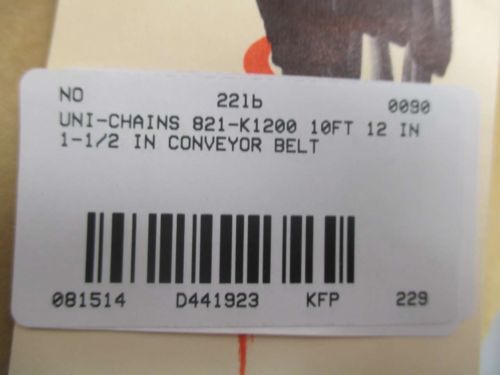 NO 22lb 0090
UNI-CHAINS 821-K1200 10FT 12 IN
1-1/2 IN CONVEYOR BELT
081514 D441923 KFP 229